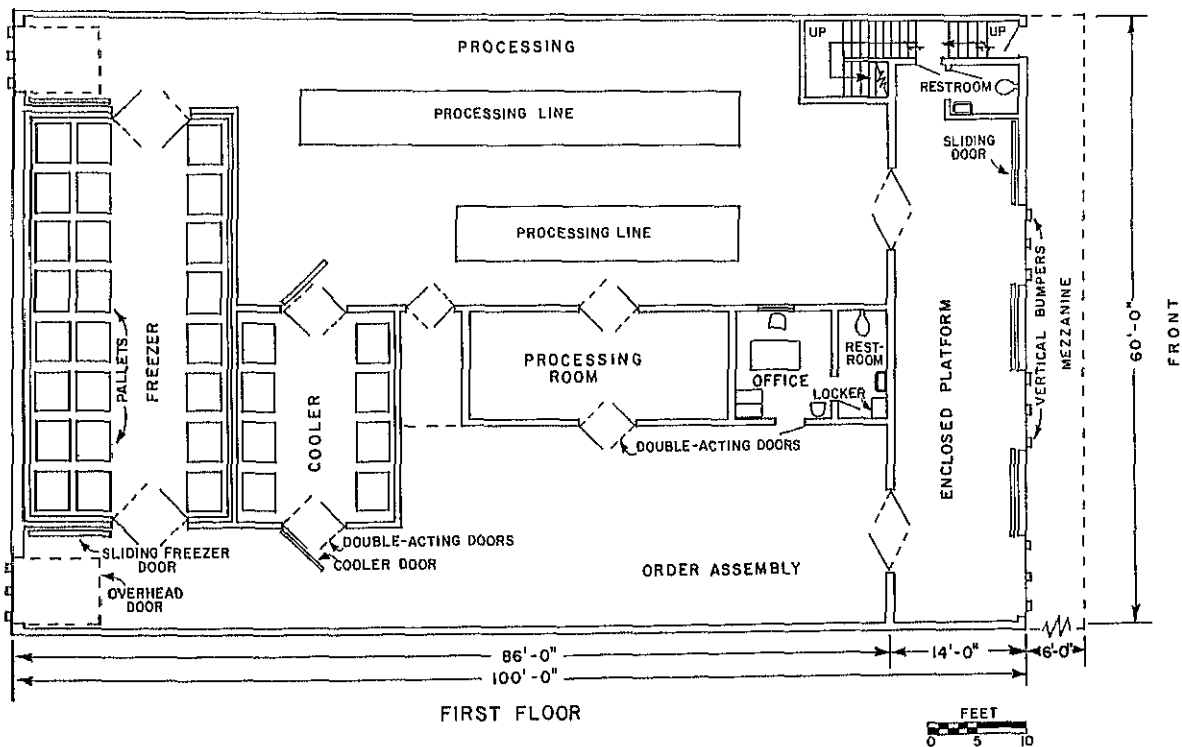 PROCESSING
UP
UP
RESTROOM
PROCESSING LINE
SLIDING
DOOR
PROCESSING LINE
PALLETS
FREEZER
COOLER
PROCESSING
ROOM
OFFICE
REST-
ROOM
LOCKER
ENCLOSED PLATFORM
VERTICAL BUMPERS
MEZZANINE
60'-0"
FRONT
DOUBLE-ACTING DOORS
DOUBLE-ACTING DOORS
COOLER DOOR
SLIDING FREEZER
DOOR
OVERHEAD
DOOR
ORDER ASSEMBLY
86'-0"
14'-0"
6'-0"
100'-0"
FIRST FLOOR
FEET
0 5 10